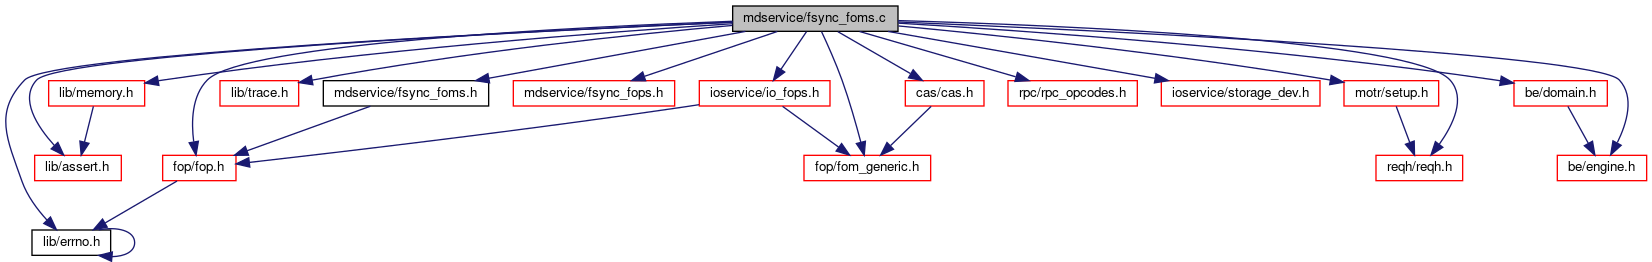 mdservice/fsync_foms.c
lib/memory.h
lib/trace.h
mdservice/fsync_foms.h
mdservice/fsync_fops.h
ioservice/io_fops.h
cas/cas.h
rpc/rpc_opcodes.h
ioservice/storage_dev.h
motr/setup.h
be/domain.h
lib/assert.h
fop/fop.h
fop/fom_generic.h
reqh/reqh.h
be/engine.h
lib/errno.h